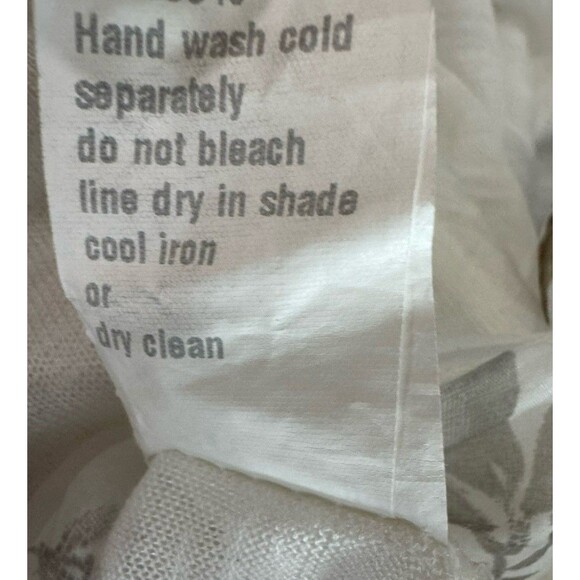 Hand wash cold
separately
do not bleach
line dry in shade
cool iron
or
dry clean